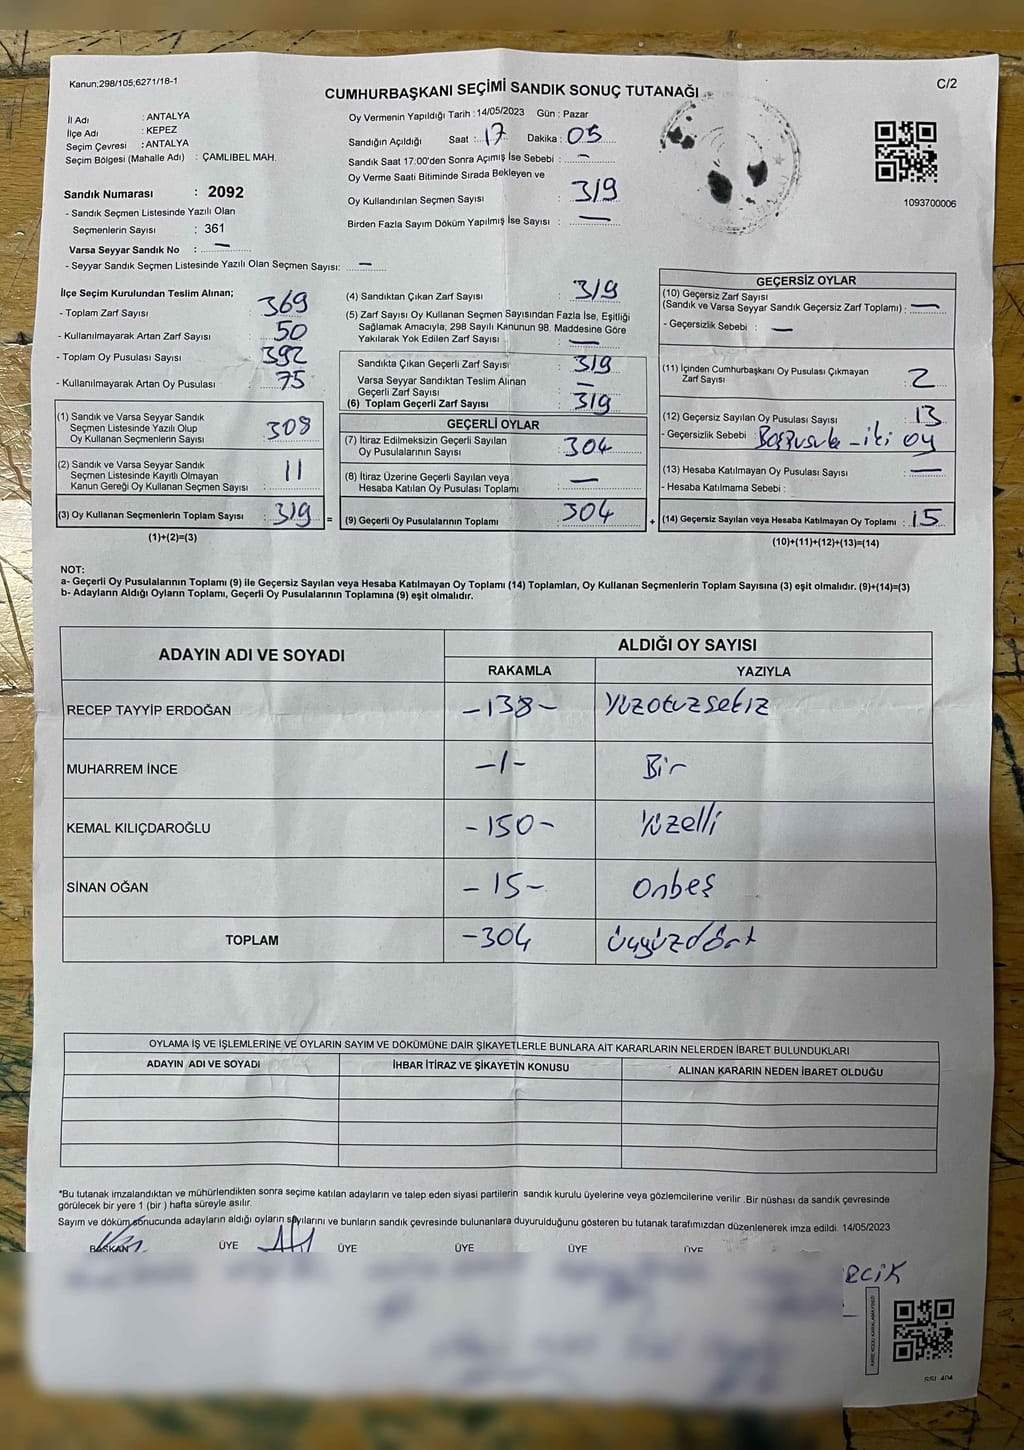 Kanun;298/105;6271/18-1
C/2
CUMHURBAŞKANI SEÇİMİ SANDIK SONUÇ TUTANAĞI
İl Adı : ANTALYA
İlçe Adı : KEPEZ
Seçim Çevresi : ANTALYA
Seçim Bölgesi (Mahalle Adı) : ÇAMLIBEL MAH.
Sandık Numarası : 2092
- Sandık Seçmen Listesinde Yazılı Olan
Seçmenlerin Sayısı : 361
Varsa Seyyar Sandık No : —
- Seyyar Sandık Seçmen Listesinde Yazılı Olan Seçmen Sayısı: —
Oy Vermenin Yapıldığı Tarih : 14/05/2023 Gün : Pazar
Sandığın Açıldığı Saat : 17 Dakika : 05
Sandık Saat 17:00'den Sonra Açımış İse Sebebi : —
Oy Verme Saati Bitiminde Sırada Bekleyen ve
Oy Kullandırılan Seçmen Sayısı : 319
Birden Fazla Sayım Döküm Yapılmış İse Sayısı : —
1093700006
İlçe Seçim Kurulundan Teslim Alınan;
- Toplam Zarf Sayısı : 369
- Kullanılmayarak Artan Zarf Sayısı : 50
- Toplam Oy Pusulası Sayısı : 392
- Kullanılmayarak Artan Oy Pusulası : 75
(1) Sandık ve Varsa Seyyar Sandık
Seçmen Listesinde Yazılı Olup
Oy Kullanan Seçmenlerin Sayısı : 308
(2) Sandık ve Varsa Seyyar Sandık
Seçmen Listesinde Kayıtlı Olmayan
Kanun Gereği Oy Kullanan Seçmen Sayısı : 11
(3) Oy Kullanan Seçmenlerin Toplam Sayısı : 319 =
(1)+(2)=(3)
(4) Sandıktan Çıkan Zarf Sayısı : 319
(5) Zarf Sayısı Oy Kullanan Seçmen Sayısından Fazla İse, Eşitliği
Sağlamak Amacıyla; 298 Sayılı Kanunun 98. Maddesine Göre
Yakılarak Yok Edilen Zarf Sayısı : —
Sandıkta Çıkan Geçerli Zarf Sayısı : 319
Varsa Seyyar Sandıktan Teslim Alınan
Geçerli Zarf Sayısı : —
(6) Toplam Geçerli Zarf Sayısı : 319
GEÇERLİ OYLAR
(7) İtiraz Edilmeksizin Geçerli Sayılan
Oy Pusulalarının Sayısı : 304
(8) İtiraz Üzerine Geçerli Sayılan veya
Hesaba Katılan Oy Pusulası Toplamı : —
(9) Geçerli Oy Pusulalarının Toplamı : 304 +
GEÇERSİZ OYLAR
(10) Geçersiz Zarf Sayısı
(Sandık ve Varsa Seyyar Sandık Geçersiz Zarf Toplamı) : —
- Geçersizlik Sebebi : —
(11) İçinden Cumhurbaşkanı Oy Pusulası Çıkmayan
Zarf Sayısı : 2
(12) Geçersiz Sayılan Oy Pusulası Sayısı : 13
- Geçersizlik Sebebi : Boş Pusula - iki oy
(13) Hesaba Katılmayan Oy Pusulası Sayısı : —
- Hesaba Katılmama Sebebi :
(14) Geçersiz Sayılan veya Hesaba Katılmayan Oy Toplamı : 15
(10)+(11)+(12)+(13)=(14)
NOT:
a- Geçerli Oy Pusulalarının Toplamı (9) ile Geçersiz Sayılan veya Hesaba Katılmayan Oy Toplamı (14) Toplamları, Oy Kullanan Seçmenlerin Toplam Sayısına (3) eşit olmalıdır. (9)+(14)=(3)
b- Adayların Aldığı Oyların Toplamı, Geçerli Oy Pusulalarının Toplamına (9) eşit olmalıdır.
ADAYIN ADI VE SOYADI
ALDIĞI OY SAYISI
RAKAMLA YAZIYLA
RECEP TAYYİP ERDOĞAN -138- Yüzotuzsekiz
MUHARREM İNCE -1- Bir
KEMAL KILIÇDAROĞLU -150- Yüzelli
SİNAN OĞAN -15- Onbeş
TOPLAM -304 üçyüzdört
OYLAMA İŞ VE İŞLEMLERİNE VE OYLARIN SAYIM VE DÖKÜMÜNE DAİR ŞİKAYETLERLE BUNLARA AİT KARARLARIN NELERDEN İBARET BULUNDUKLARI
ADAYIN ADI VE SOYADI İHBAR İTİRAZ VE ŞİKAYETİN KONUSU ALINAN KARARIN NEDEN İBARET OLDUĞU
*Bu tutanak imzalandıktan ve mühürlendikten sonra seçime katılan adayların ve talep eden siyasi partilerin sandık kurulu üyelerine veya gözlemcilerine verilir. Bir nüshası da sandık çevresinde
görülecek bir yere 1 (bir) hafta süreyle asılır.
Sayım ve döküm sonucunda adayların aldığı oyların sayılarını ve bunların sandık çevresinde bulunanlara duyurulduğunu gösteren bu tutanak tarafımızdan düzenlenerek imza edildi. 14/05/2023
BAŞKAN ÜYE ÜYE ÜYE ÜYE ÜYE